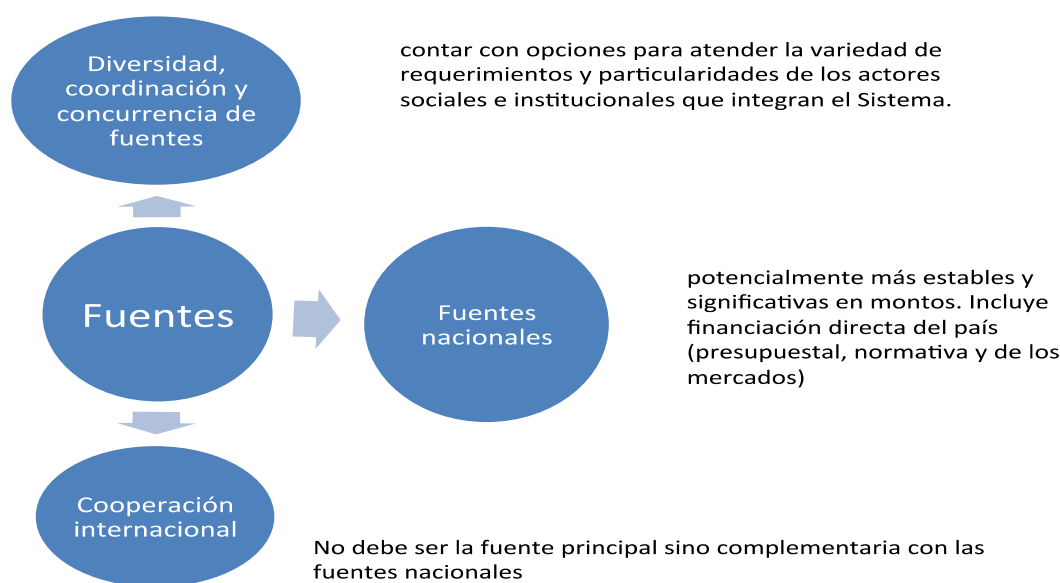 Diversidad,
coordinación y
concurrencia de
fuentes
contar con opciones para atender la variedad de
requerimientos y particularidades de los actores
sociales e institucionales que integran el Sistema.
Fuentes
Fuentes
nacionales
potencialmente más estables y
significativas en montos. Incluye
financiación directa del país
(presupuestal, normativa y de los
mercados)
Cooperación
internacional
No debe ser la fuente principal sino complementaria con las
fuentes nacionales